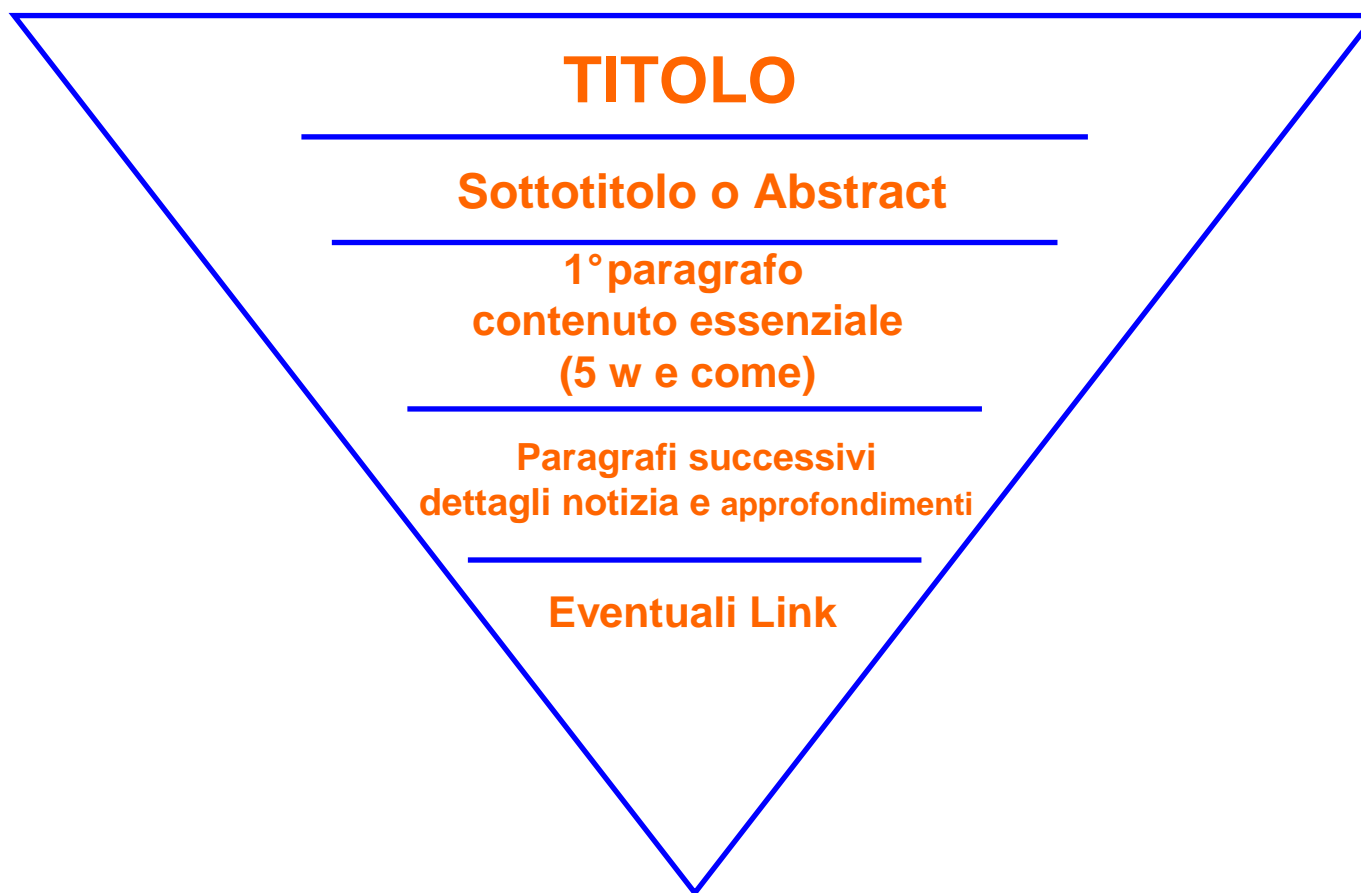 TITOLO
Sottotitolo o Abstract
1° paragrafo
contenuto essenziale
(5 w e come)
Paragrafi successivi
dettagli notizia e approfondimenti
Eventuali Link